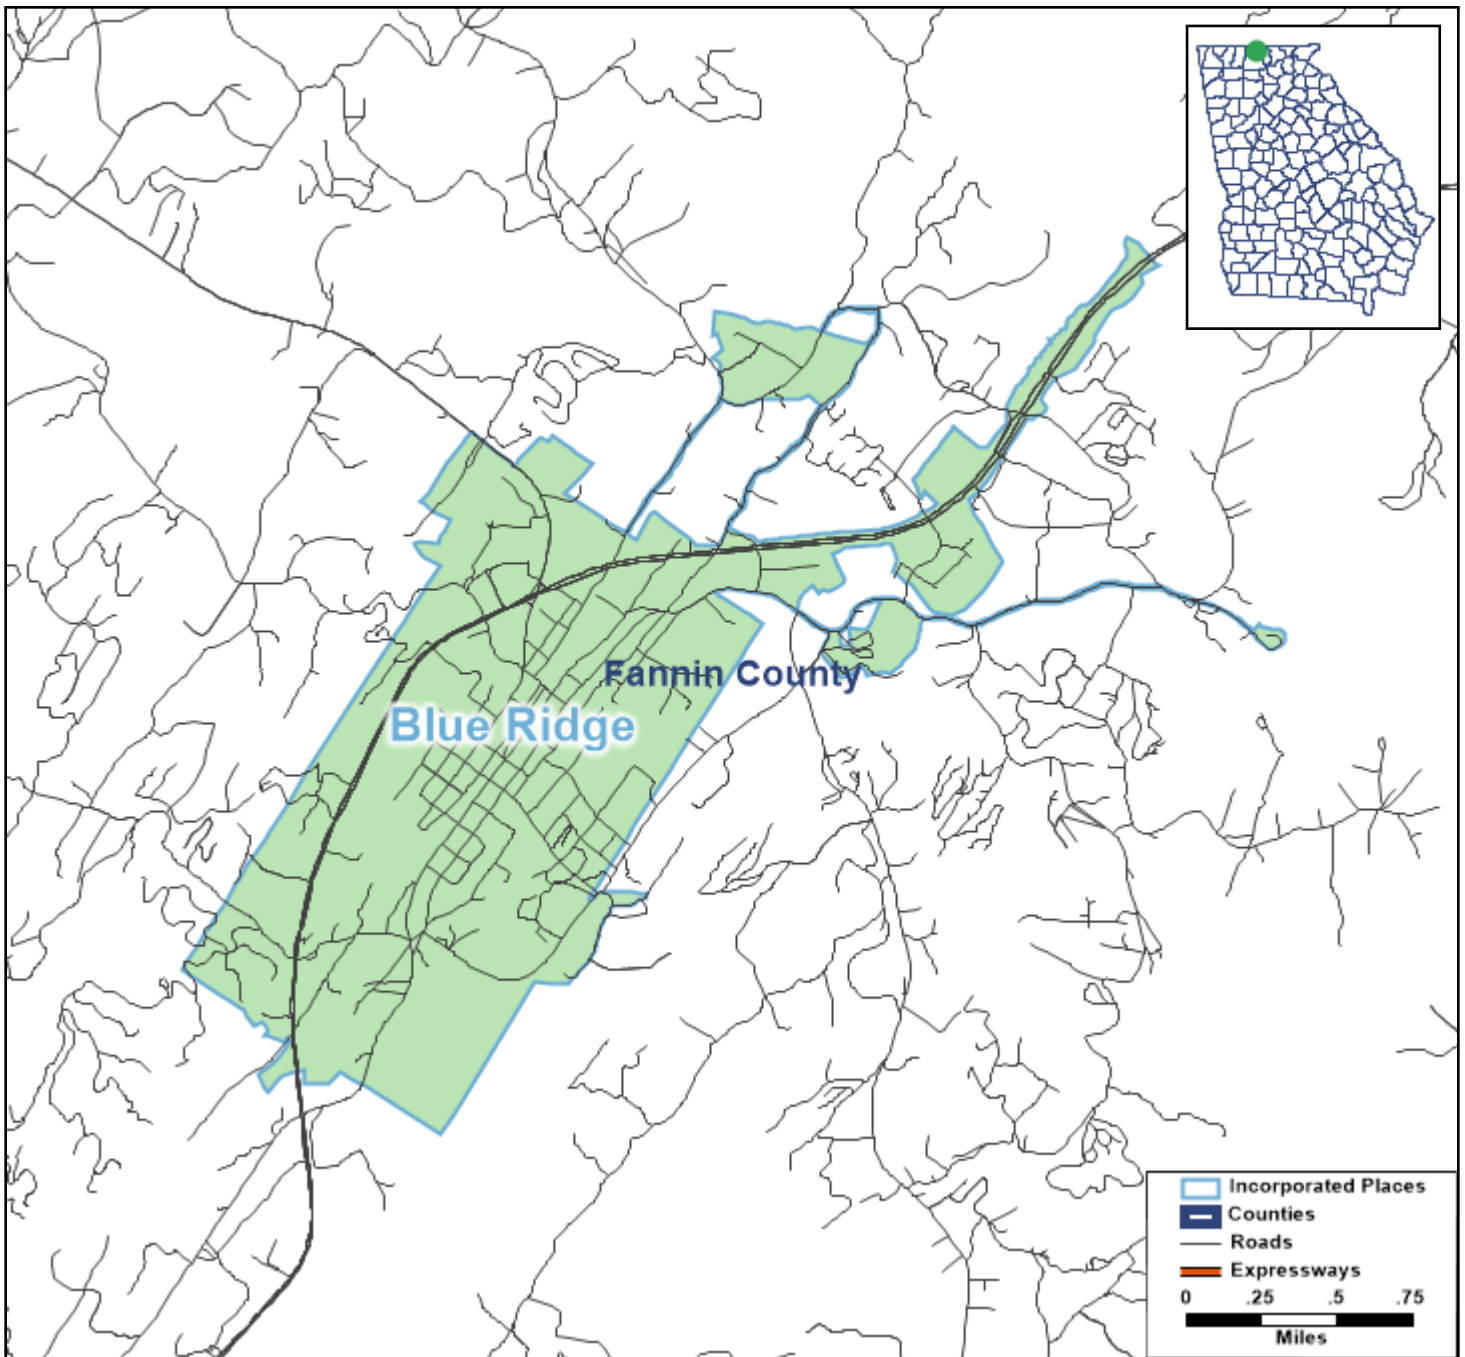 Fannin County
Blue Ridge
Incorporated Places
Counties
Roads
Expressways
0 .25 .5 .75
Miles